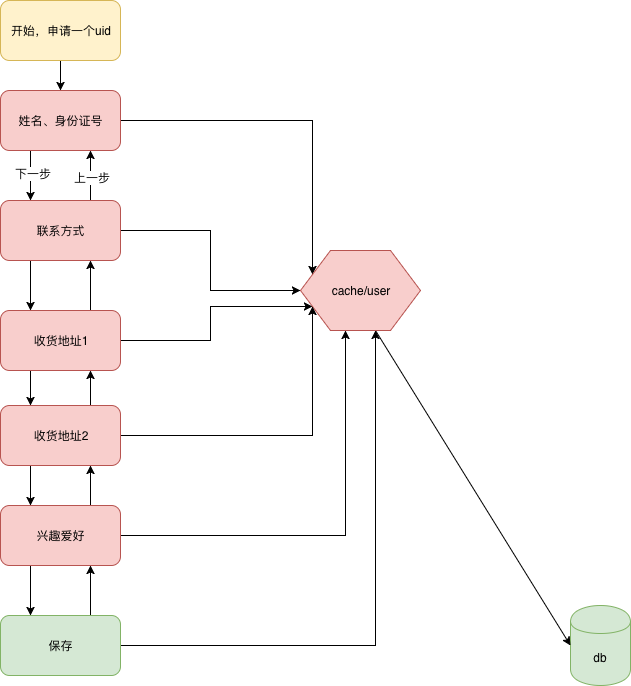 开始，申请一个uid
姓名、身份证号
下一步
上一步
联系方式
cache/user
收货地址1
收货地址2
兴趣爱好
保存
db